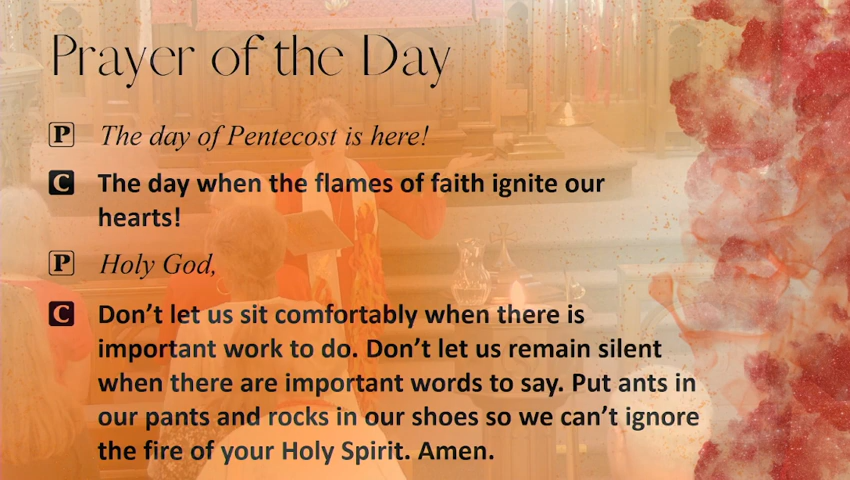 Prayer of the Day
P The day of Pentecost is here!
C The day when the flames of faith ignite our
hearts!
P Holy God,
C Don’t let us sit comfortably when there is
important work to do. Don’t let us remain silent
when there are important words to say. Put ants in
our pants and rocks in our shoes so we can’t ignore
the fire of your Holy Spirit. Amen.